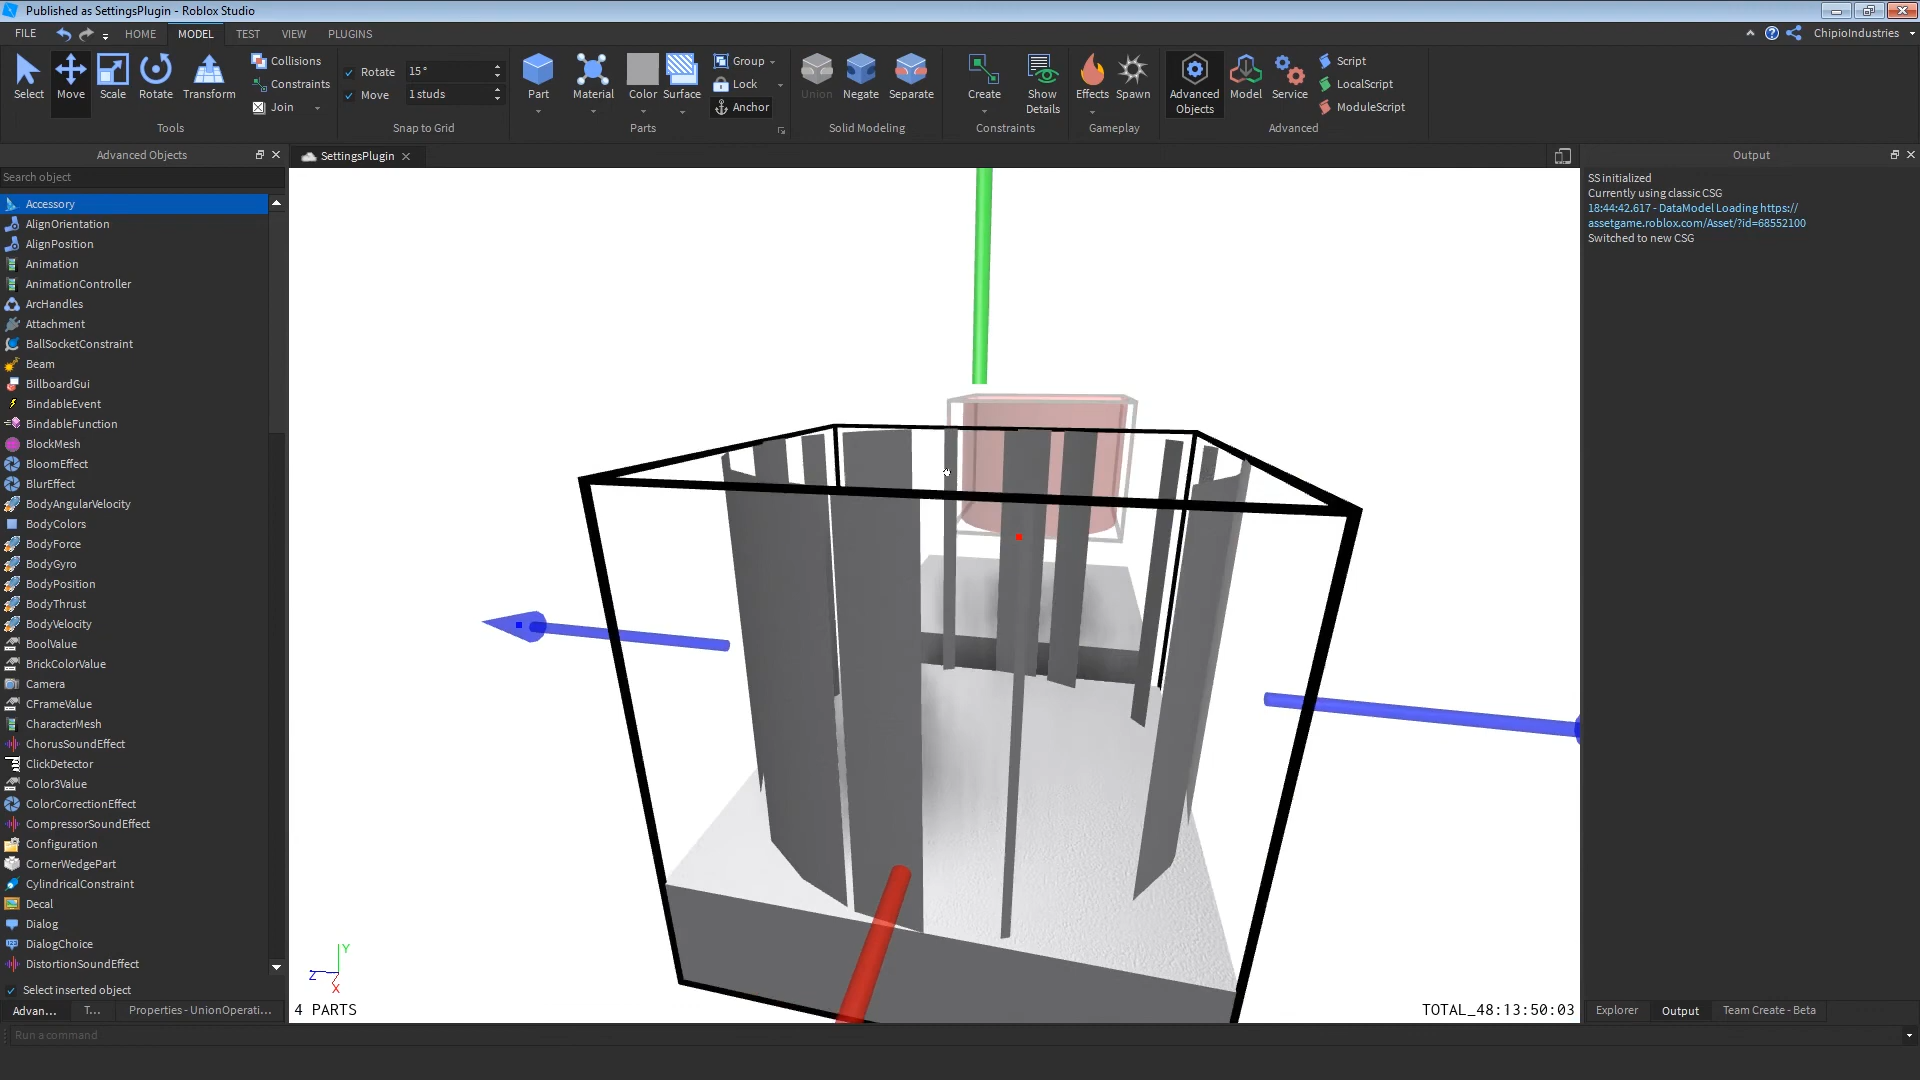 Published as SettingsPlugin - Roblox Studio
FILE
HOME
MODEL
TEST
VIEW
PLUGINS
ChipioIndustries
Select
Move
Scale
Rotate
Transform
Collisions
Constraints
Join
Tools
Rotate 15°
Move 1 studs
Snap to Grid
Part
Material
Color
Surface
Group
Lock
Anchor
Parts
Union
Negate
Separate
Solid Modeling
Create
Show Details
Constraints
Effects
Spawn
Gameplay
Advanced Objects
Model
Service
Script
LocalScript
ModuleScript
Advanced
Advanced Objects
Search object
Accessory
AlignOrientation
AlignPosition
Animation
AnimationController
ArcHandles
Attachment
BallSocketConstraint
Beam
BillboardGui
BindableEvent
BindableFunction
BlockMesh
BloomEffect
BlurEffect
BodyAngularVelocity
BodyColors
BodyForce
BodyGyro
BodyPosition
BodyThrust
BodyVelocity
BoolValue
BrickColorValue
Camera
CFrameValue
CharacterMesh
ChorusSoundEffect
ClickDetector
Color3Value
ColorCorrectionEffect
CompressorSoundEffect
Configuration
CornerWedgePart
CylindricalConstraint
Decal
Dialog
DialogChoice
DistortionSoundEffect
Select inserted object
Advan...
T...
Properties - UnionOperati...
Run a command
SettingsPlugin
Y
Z
X
4 PARTS
TOTAL_48:13:50:03
Output
SS initialized
Currently using classic CSG
18:44:42.617 - DataModel Loading https://
assetgame.roblox.com/Asset/?id=68552100
Switched to new CSG
Explorer
Output
Team Create - Beta